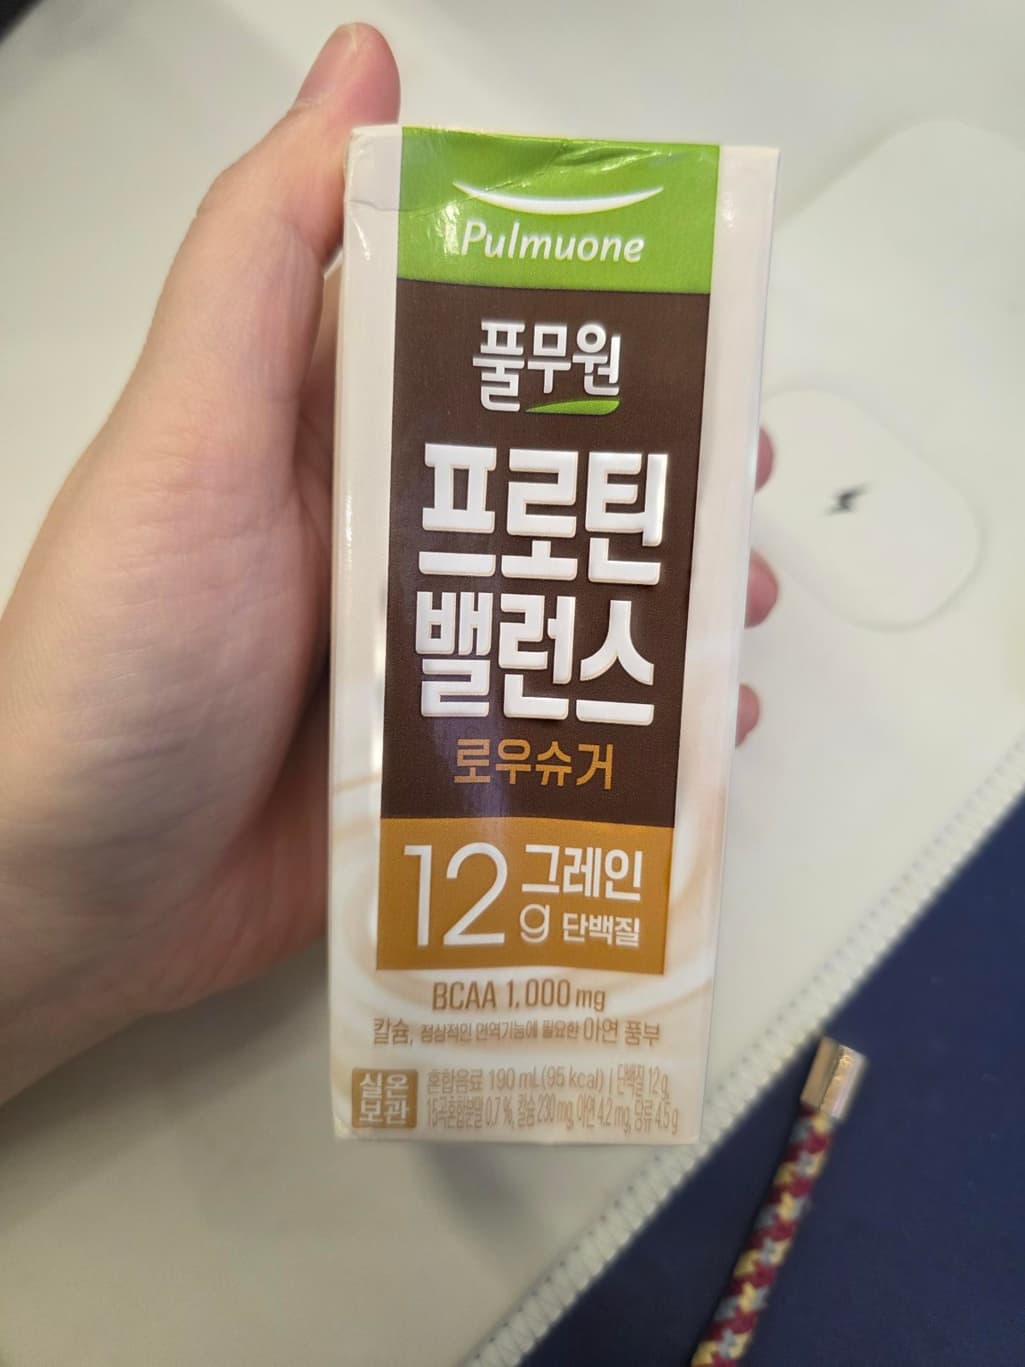 Pulmuone
풀무원
프로틴
밸런스
로우슈거
12g 그레인
단백질
BCAA 1,000 mg
칼슘, 정상적인 면역기능에 필요한 아연 풍부
실온
보관
혼합음료 190 mL (95 kcal) | 단백질 12 g,
15곡혼합분말 0.7 %, 칼슘 230 mg, 아연 4.2 mg, 당류 4.5 g